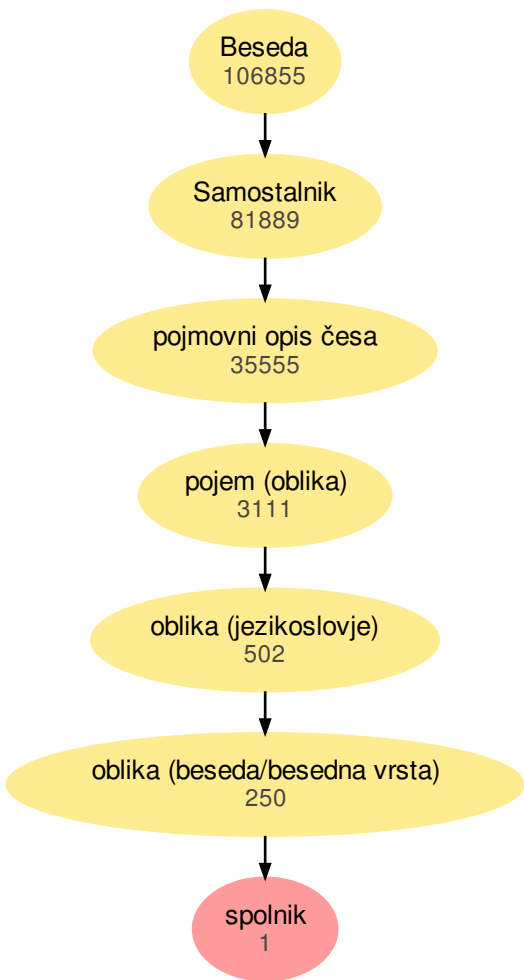 Beseda
106855
Samostalnik
81889
pojmovni opis česa
35555
pojem (oblika)
3111
oblika (jezikoslovje)
502
oblika (beseda/besedna vrsta)
250
spolnik
1